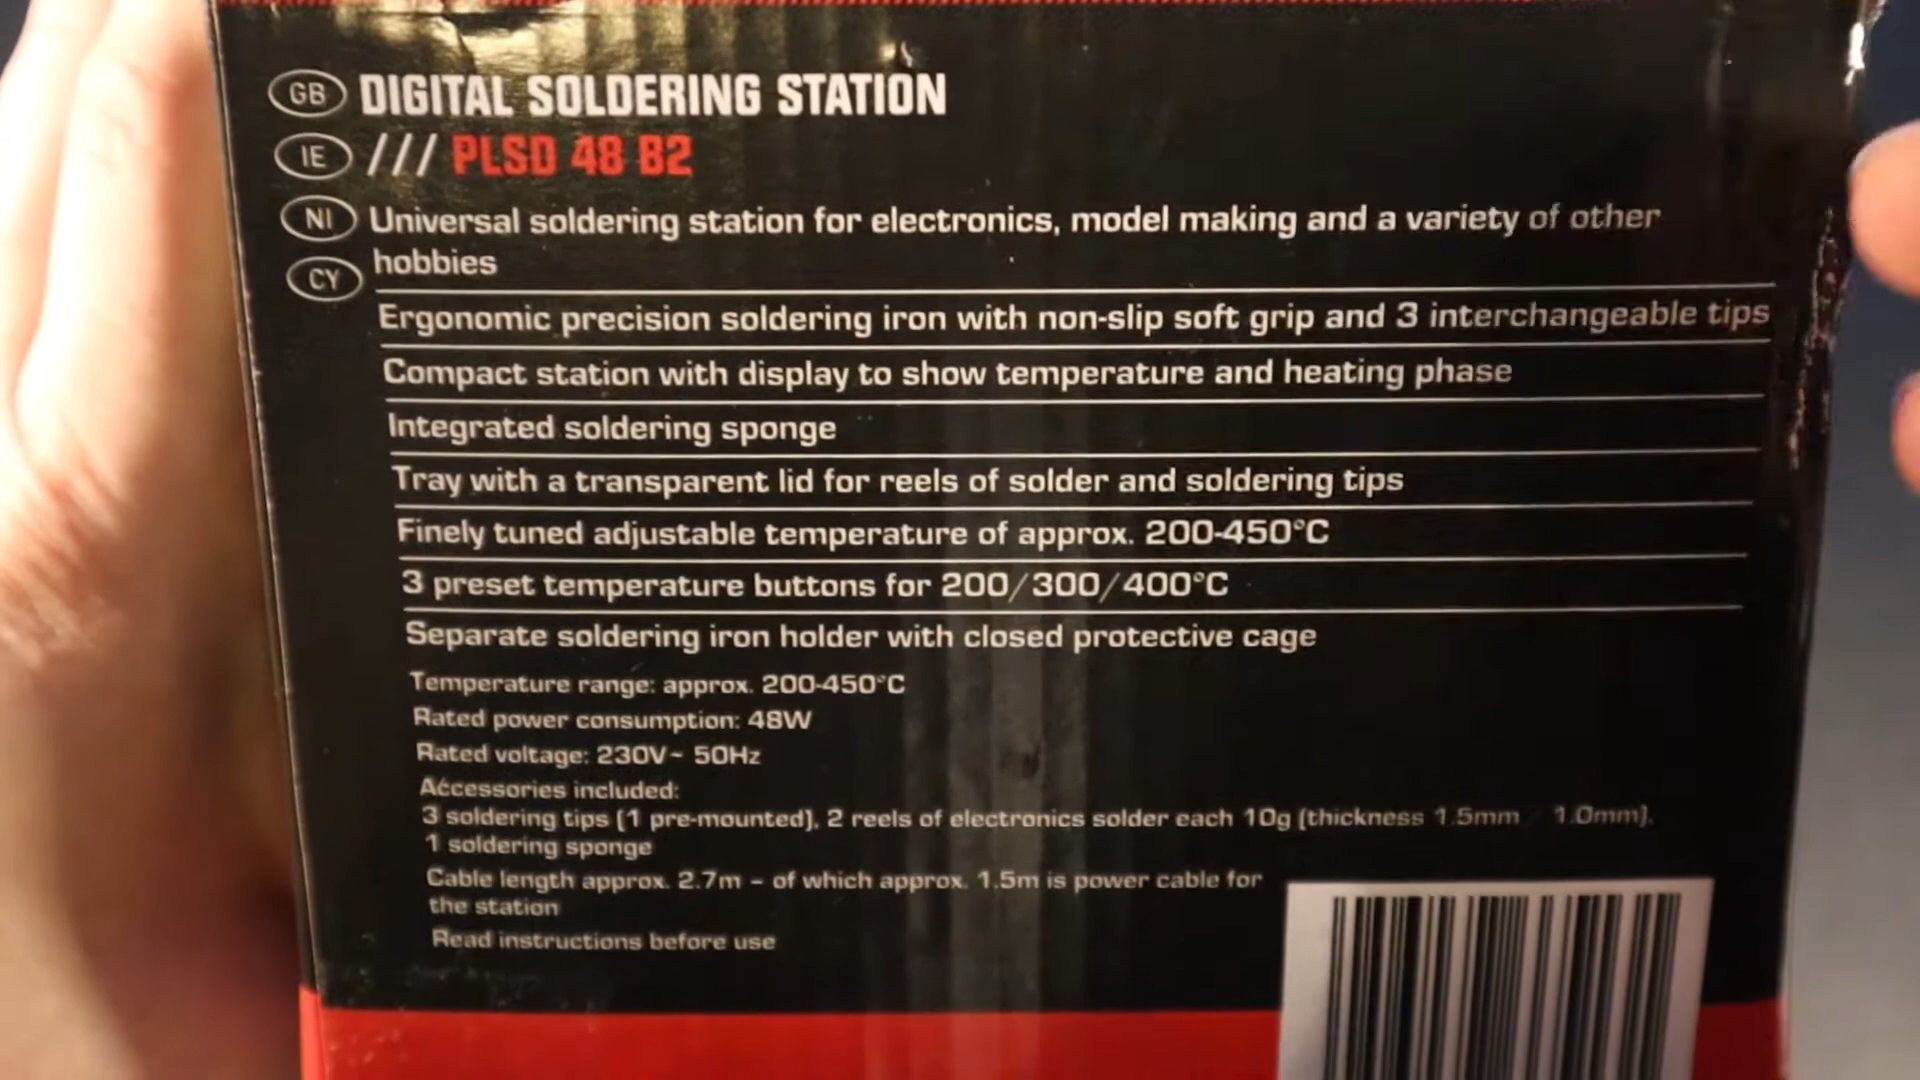 GB DIGITAL SOLDERING STATION
IE /// PLSD 48 B2
NI Universal soldering station for electronics, model making and a variety of other
CY hobbies
Ergonomic precision soldering iron with non-slip soft grip and 3 interchangeable tips
Compact station with display to show temperature and heating phase
Integrated soldering sponge
Tray with a transparent lid for reels of solder and soldering tips
Finely tuned adjustable temperature of approx. 200-450°C
3 preset temperature buttons for 200/300/400°C
Separate soldering iron holder with closed protective cage
Temperature range: approx. 200-450°C
Rated power consumption: 48W
Rated voltage: 230V~ 50Hz
Accessories included:
3 soldering tips (1 pre-mounted), 2 reels of electronics solder each 10g (thickness 1.5mm 1.0mm).
1 soldering sponge
Cable length approx. 2.7m – of which approx. 1.5m is power cable for
the station
Read instructions before use